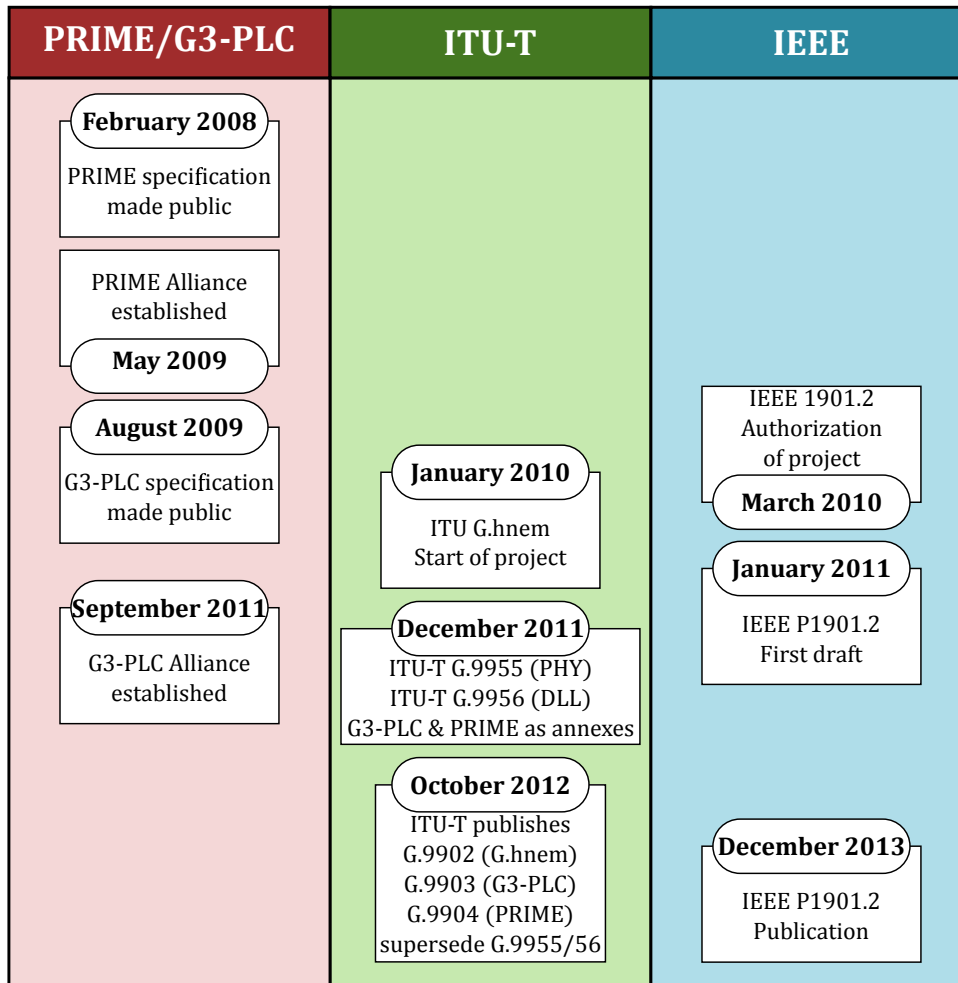 PRIME/G3-PLC
February 2008
PRIME specification
made public
PRIME Alliance
established
May 2009
August 2009
G3-PLC specification
made public
September 2011
G3-PLC Alliance
established
ITU-T
January 2010
ITU G.hnem
Start of project
December 2011
ITU-T G.9955 (PHY)
ITU-T G.9956 (DLL)
G3-PLC & PRIME as annexes
October 2012
ITU-T publishes
G.9902 (G.hnem)
G.9903 (G3-PLC)
G.9904 (PRIME)
supersede G.9955/56
IEEE
IEEE 1901.2
Authorization
of project
March 2010
January 2011
IEEE P1901.2
First draft
December 2013
IEEE P1901.2
Publication